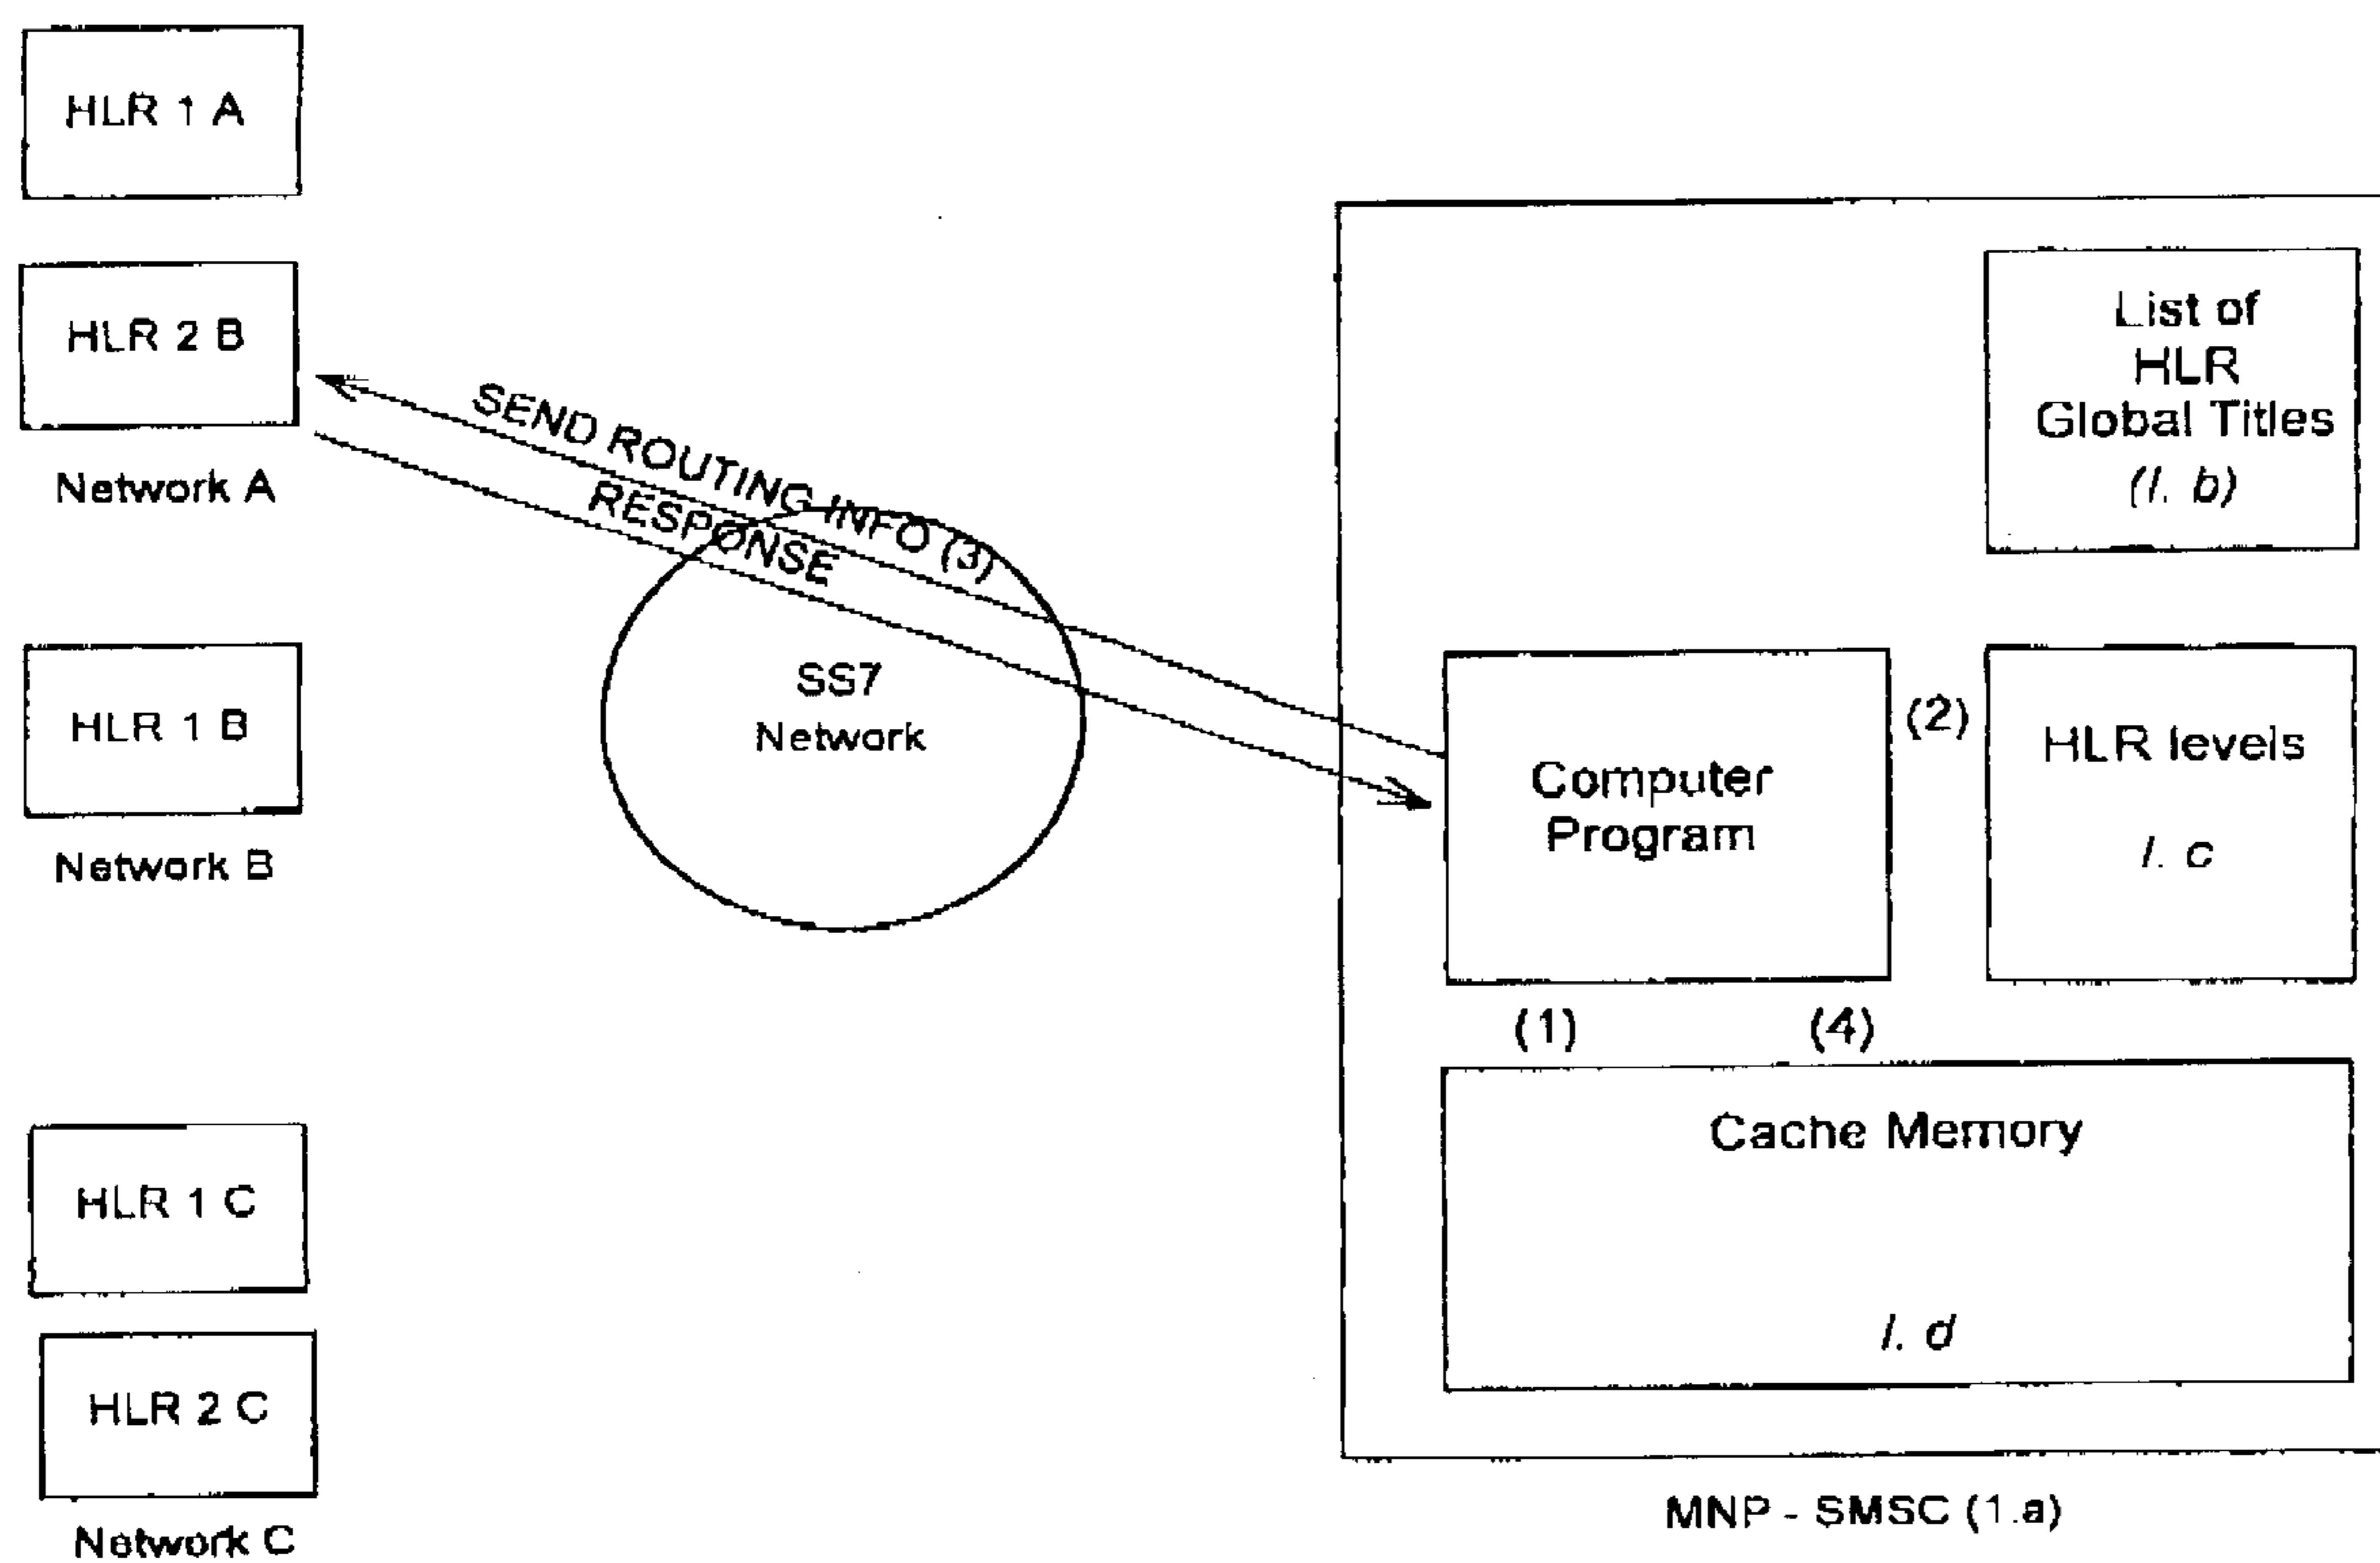 HLR 1 A
HLR 2 B
Network A
HLR 1 B
Network B
HLR 1 C
HLR 2 C
Network C
SEND ROUTING INFO (3)
RESPONSE
SS7
Network
List of
HLR
Global Titles
(I. b)
Computer
Program
(2)
HLR levels
I. c
(1)
(4)
Cache Memory
I. d
MNP - SMSC (1.a)